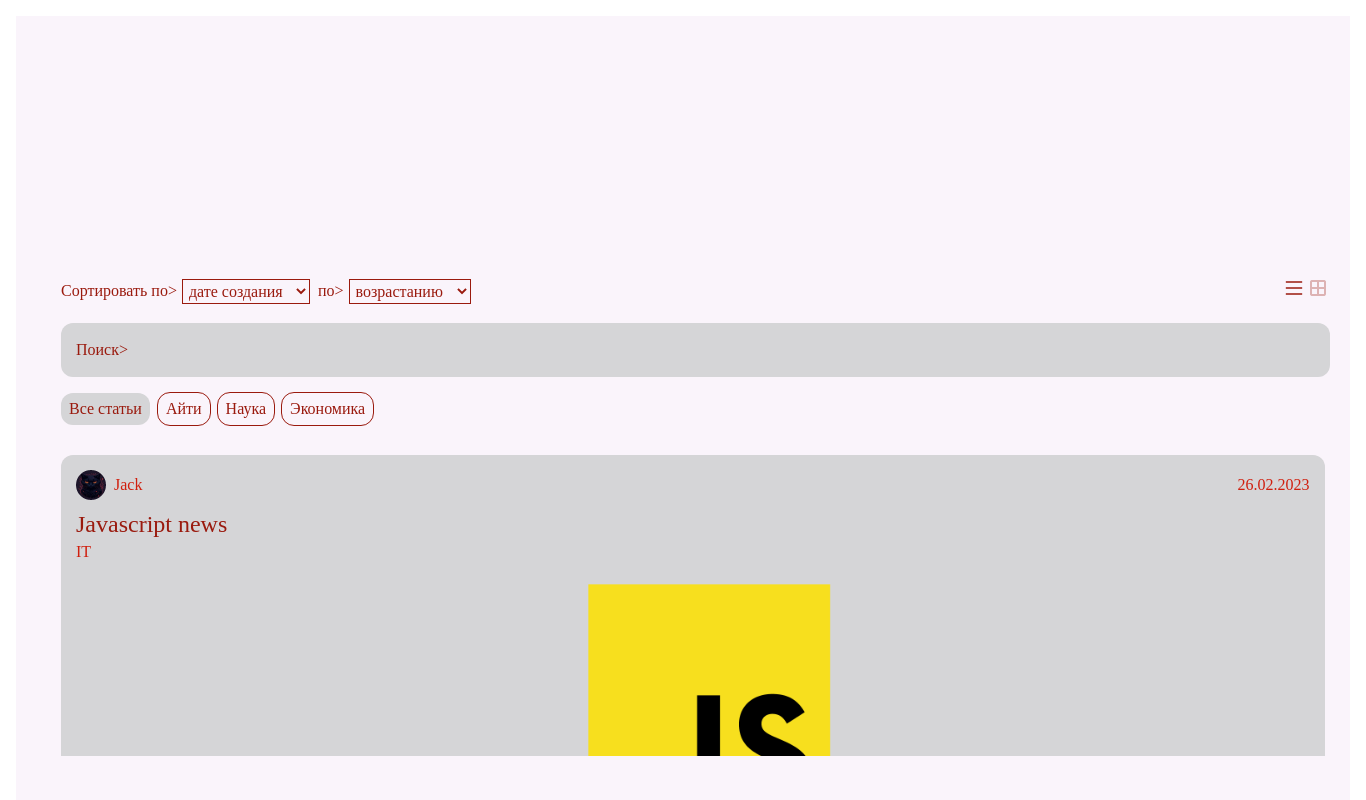 Сортировать по> дате создания по> возрастанию
Поиск>
Все статьи Айти Наука Экономика
Jack 26.02.2023
Javascript news
IT
JS